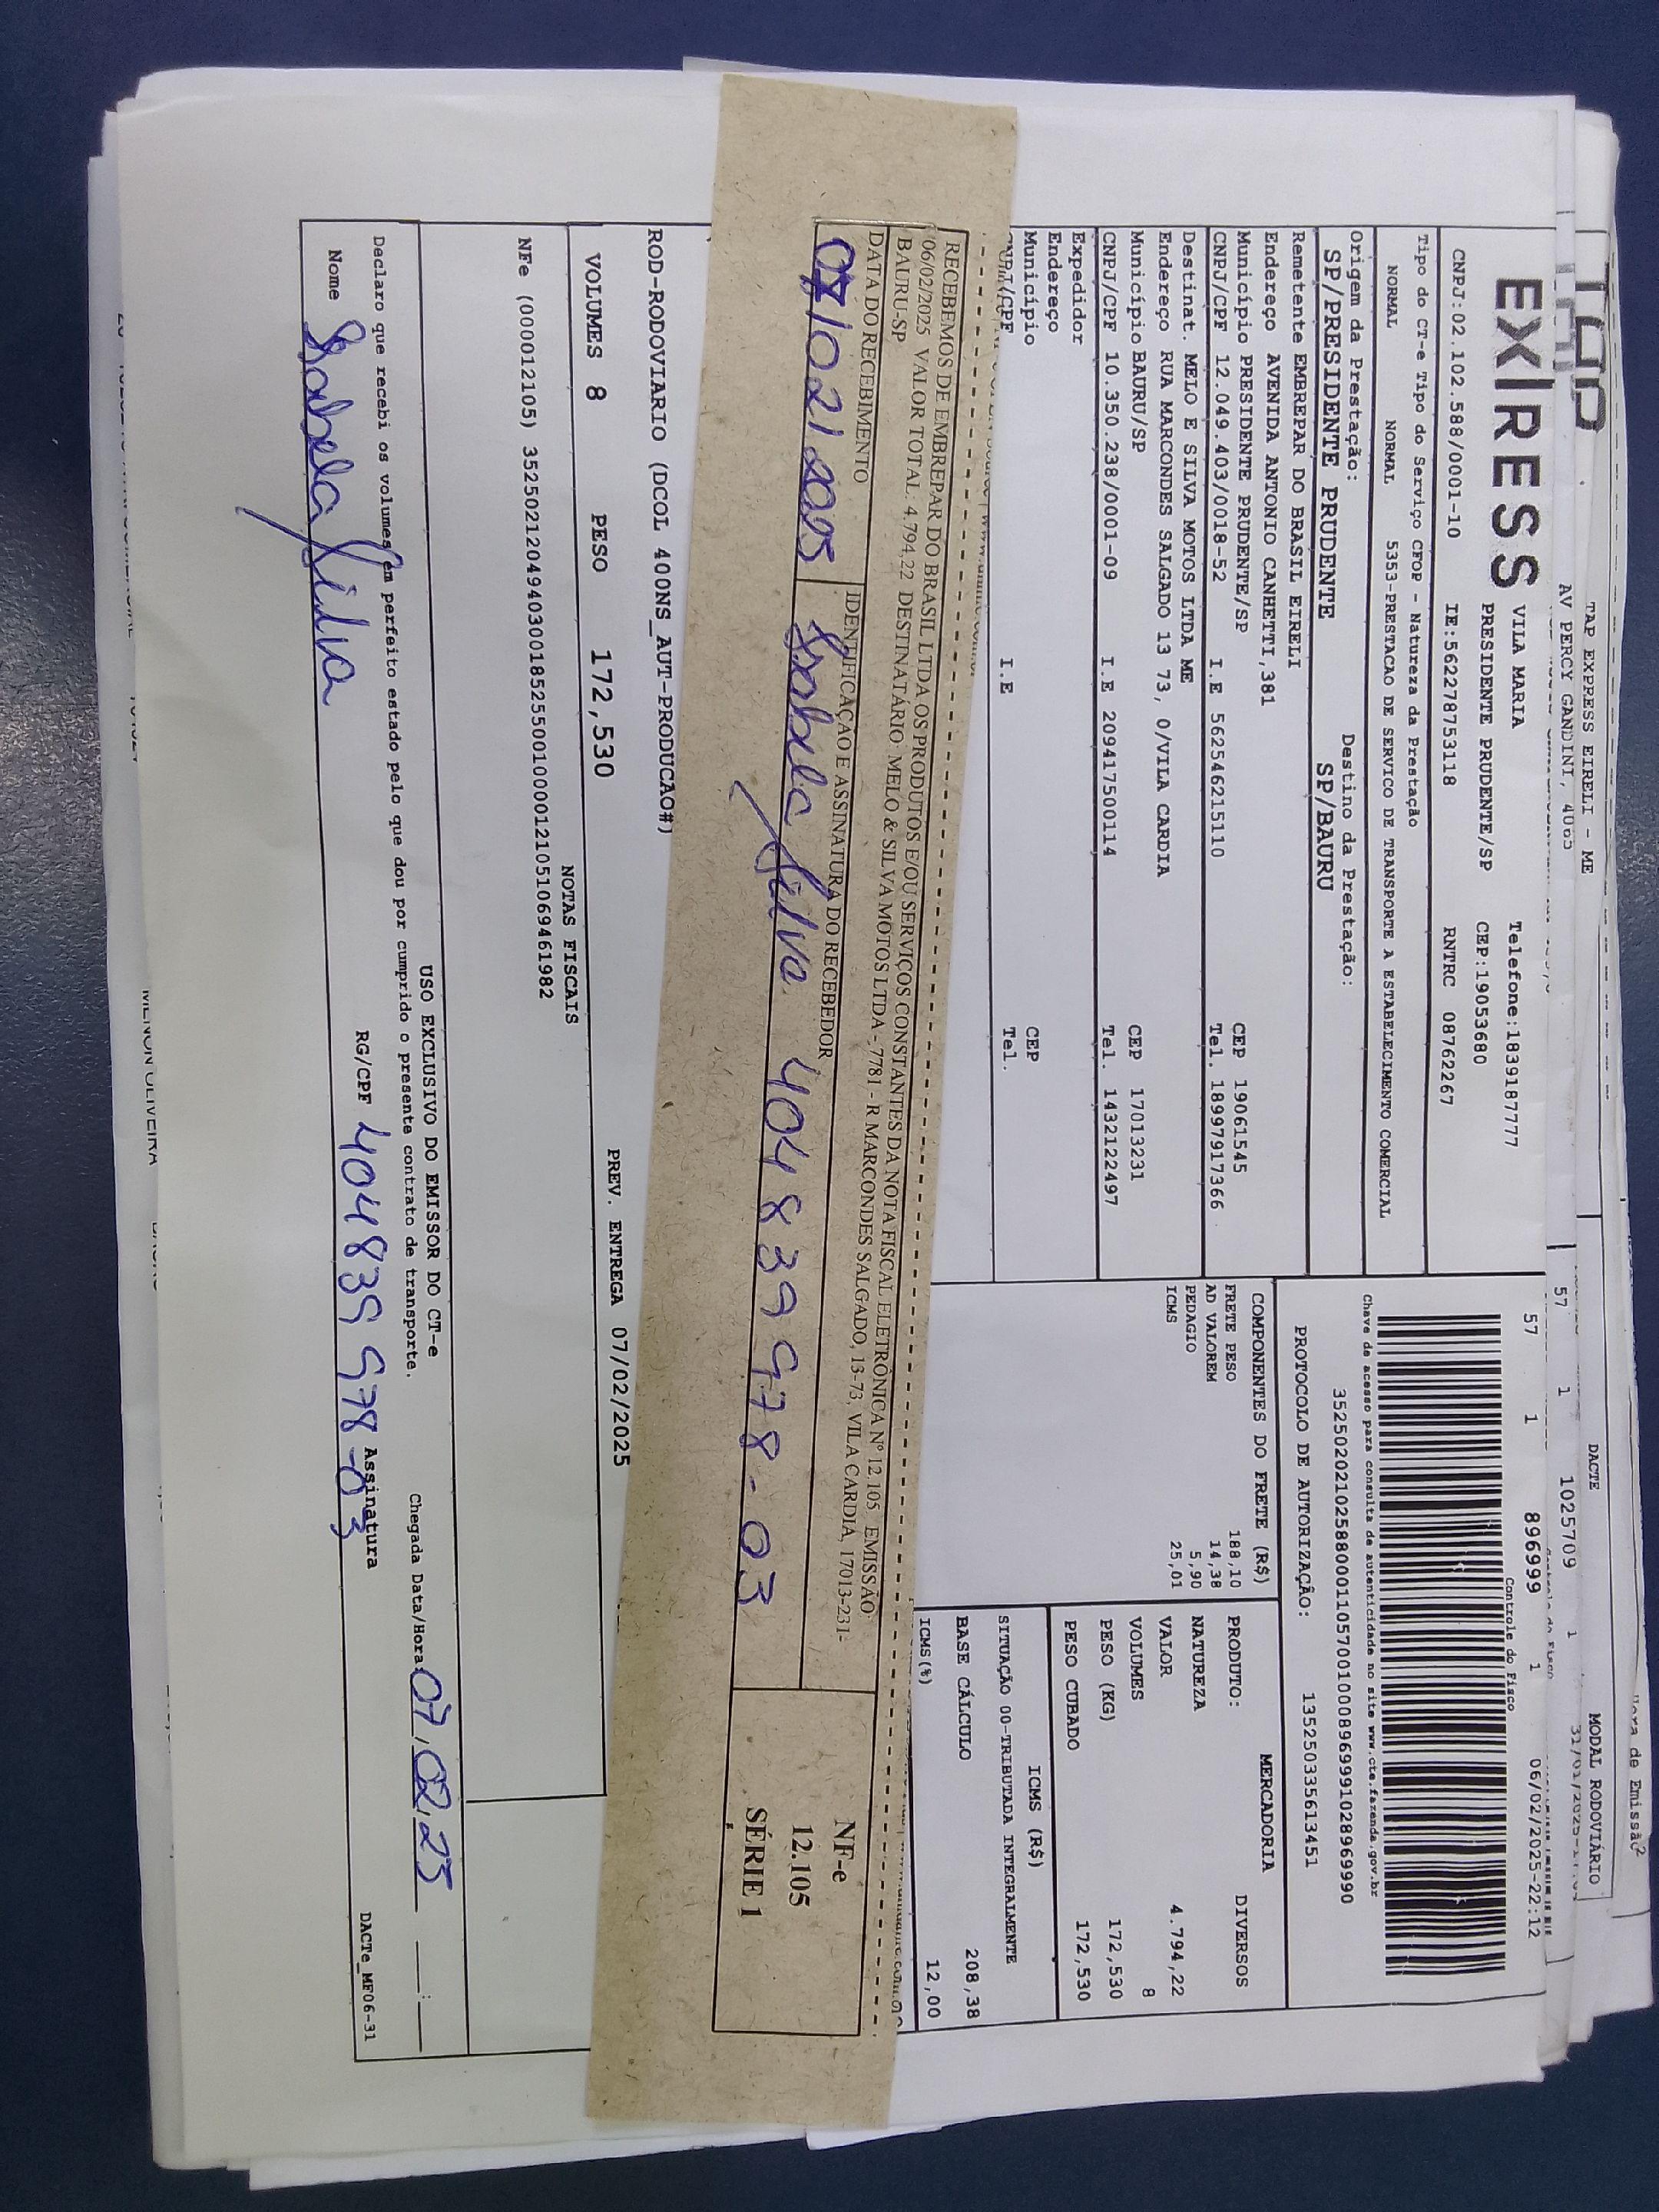 TAP EXPRESS EIRELI - ME
AV PERCY GANDINI, 4065
DACTE
MODAL RODOVIÁRIO
57 1 1025709 1
EXPRESS
VILA MARIA
PRESIDENTE PRUDENTE/SP
Telefone:1839187777
CEP:19053680
CNPJ:02.102.588/0001-10 IE:562278753118 RNTRC 08762267
Controle do Fisco
57 1 896999 1 06/02/2025-22:12
Tipo do CT-e Tipo do Serviço CFOP - Natureza da Prestação
NORMAL NORMAL 5353-PRESTACAO DE SERVICO DE TRANSPORTE A ESTABELECIMENTO COMERCIAL
Chave de acesso para consulta de autenticidade no site www.cte.fazenda.gov.br
35250202102588000110570010008969991028969990
PROTOCOLO DE AUTORIZAÇÃO: 135250335613451
Origem da Prestação: Destino da Prestação:
SP/PRESIDENTE PRUDENTE SP/BAURU
Remetente EMBREPAR DO BRASIL EIRELI
Endereço AVENIDA ANTONIO CANHETTI,381
Município PRESIDENTE PRUDENTE/SP CEP 19061545
CNPJ/CPF 12.049.403/0018-52 I.E 562546215110 Tel. 18997917366
Destinat. MELO E SILVA MOTOS LTDA ME
Endereço RUA MARCONDES SALGADO 13 73, 0/VILA CARDIA
Município BAURU/SP CEP 17013231
CNPJ/CPF 10.350.238/0001-09 I.E 209417500114 Tel. 1432122497
Expedidor
Endereço
Município CEP
CNPJ/CPF I.E Tel.
COMPONENTES DO FRETE (R$)
FRETE PESO 188,10
AD VALOREM 14,38
PEDAGIO 5,90
ICMS 25,01
MERCADORIA
PRODUTO: DIVERSOS
NATUREZA
VALOR 4.794,22
VOLUMES 8
PESO (KG) 172,530
PESO CUBADO 172,530
ICMS (R$)
SITUAÇÃO 00-TRIBUTADA INTEGRALMENTE
BASE CÁLCULO 208,38
ICMS(%) 12,00
RECEBEMOS DE EMBREPAR DO BRASIL LTDA OS PRODUTOS E/OU SERVIÇOS CONSTANTES DA NOTA FISCAL ELETRÔNICA Nº 12.105 EMISSÃO:
06/02/2025 VALOR TOTAL: 4.794,22 DESTINATÁRIO: MELO & SILVA MOTOS LTDA - 7781 - R MARCONDES SALGADO, 13-73, VILA CARDIA, 17013-231-
BAURU-SP
DATA DO RECEBIMENTO
07/02/2025
IDENTIFICAÇÃO E ASSINATURA DO RECEBEDOR
Isabela Silva 404839978-03
NF-e
12.105
SÉRIE 1
ROD-RODOVIARIO (DCOL 400NS_AUT-PRODUCAO#)
VOLUMES 8 PESO 172,530 PREV. ENTREGA 07/02/2025
NOTAS FISCAIS
NFe (000012105) 35250212049403001852550010000121051069461982
USO EXCLUSIVO DO EMISSOR DO CT-e
Declaro que recebi os volumes em perfeito estado pelo que dou por cumprido o presente contrato de transporte.
Chegada Data/Hora: 07,02,25
Nome Isabela Silva RG/CPF 404839978-03 Assinatura
DACTe_MF06-31